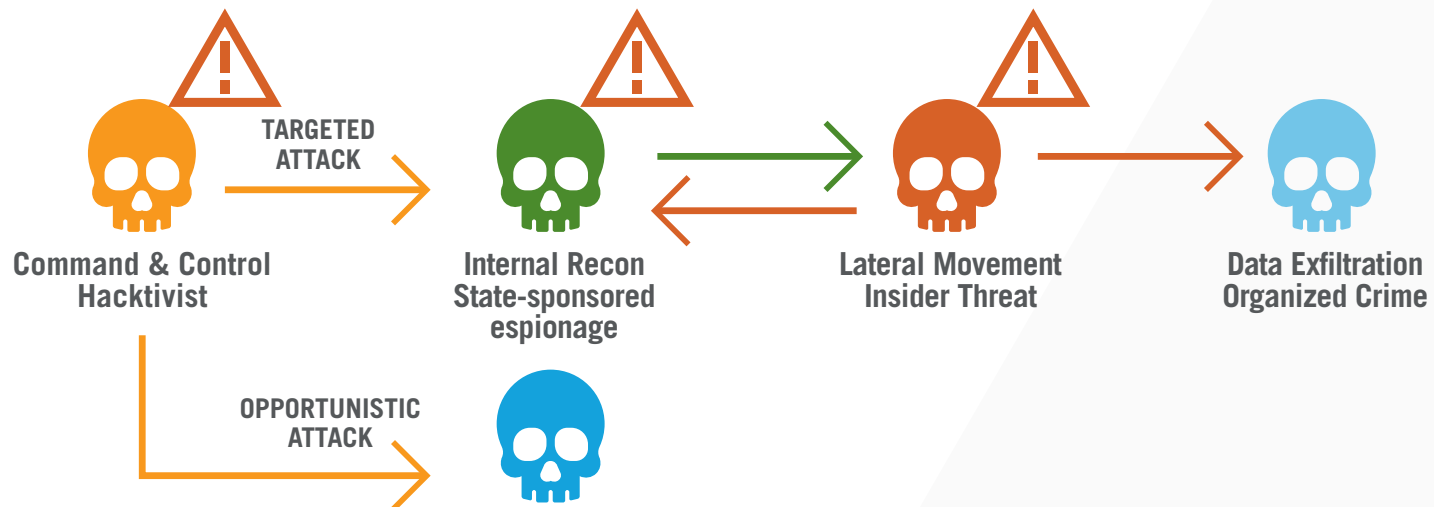 TARGETED
ATTACK
Command & Control
Hacktivist
Internal Recon
State-sponsored
espionage
Lateral Movement
Insider Threat
Data Exfiltration
Organized Crime
OPPORTUNISTIC
ATTACK